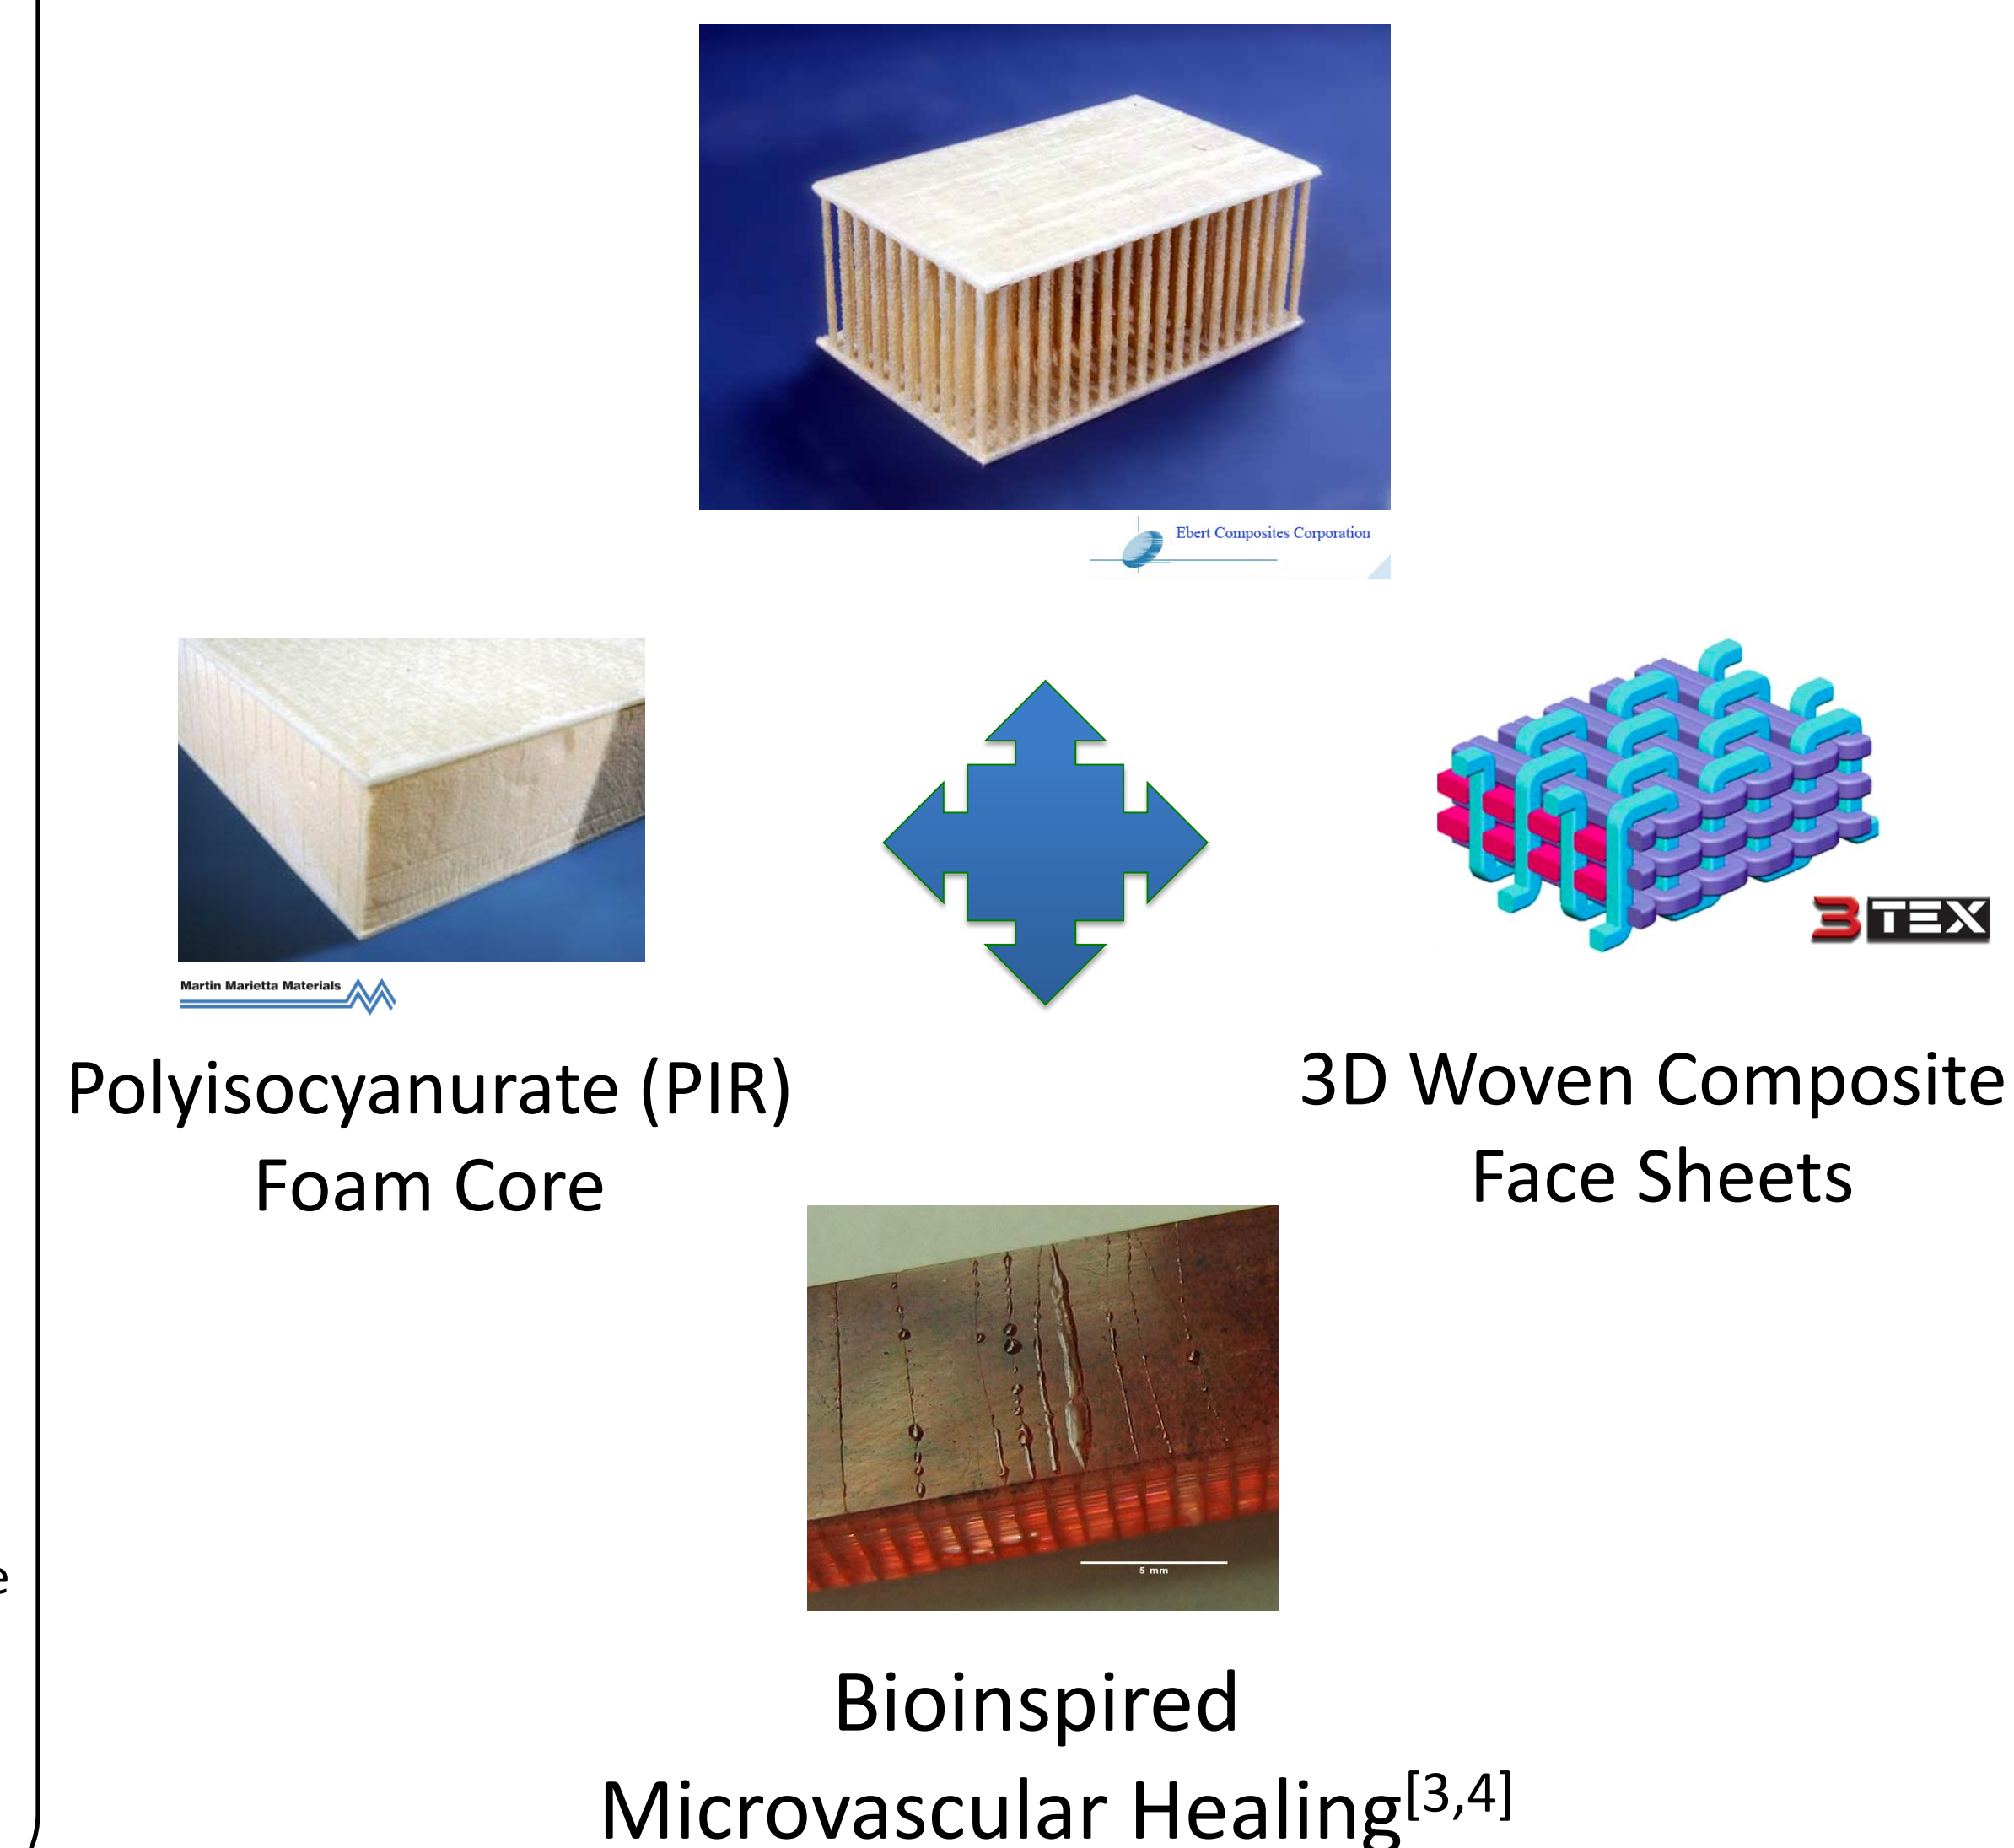 Ebert Composites Corporation
Martin Marietta Materials
3TEX
Polyisocyanurate (PIR)
Foam Core
3D Woven Composite
Face Sheets
5 mm
e
Bioinspired
Microvascular Healing[3,4]